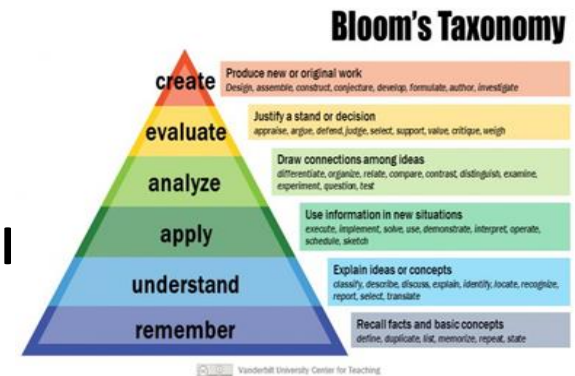 Bloom's Taxonomy
create
Produce new or original work
Design, assemble, construct, conjecture, develop, formulate, author, investigate
evaluate
Justify a stand or decision
appraise, argue, defend, judge, select, support, value, critique, weigh
analyze
Draw connections among ideas
differentiate, organize, relate, compare, contrast, distinguish, examine,
experiment, question, test
apply
Use information in new situations
execute, implement, solve, use, demonstrate, interpret, operate,
schedule, sketch
understand
Explain ideas or concepts
classify, describe, discuss, explain, identify, locate, recognize,
report, select, translate
remember
Recall facts and basic concepts
define, duplicate, list, memorize, repeat, state
Vanderbilt University Center for Teaching